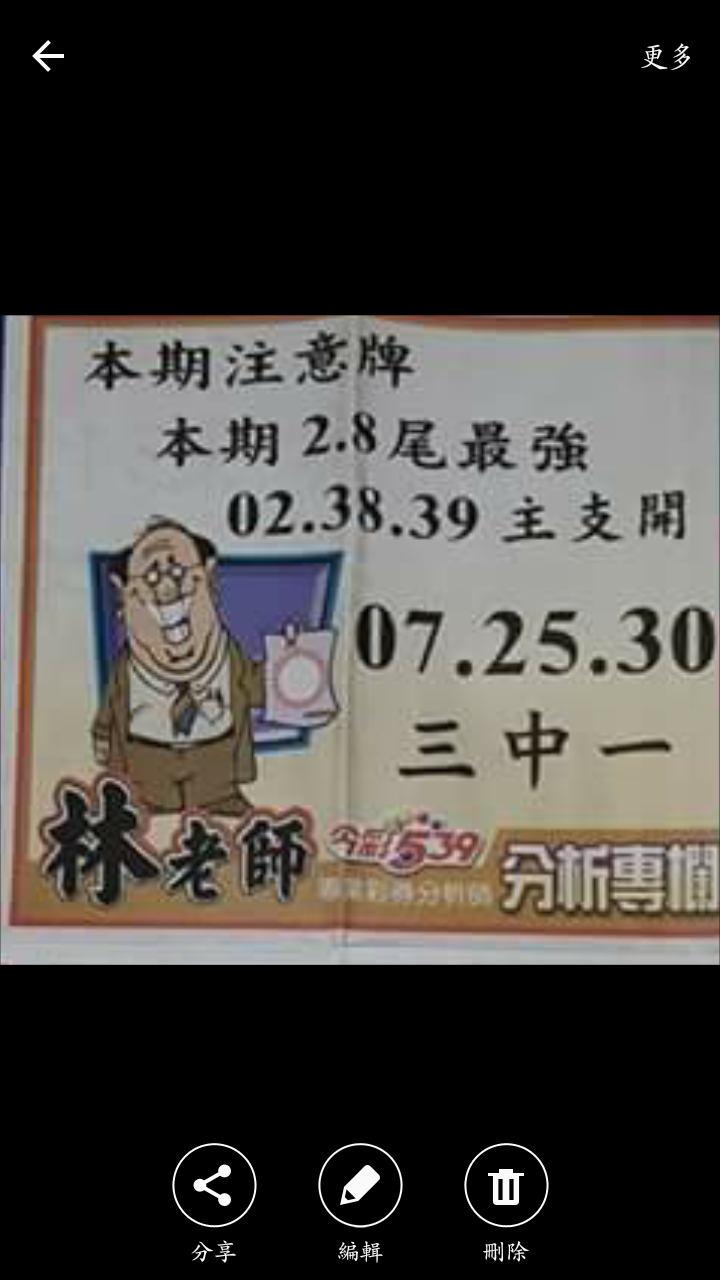 更多
本期注意牌
本期 2.8尾最強
02.38.39 主支開
07.25.30
三中一
林老師
今彩539
分析專欄
分享
編輯
刪除